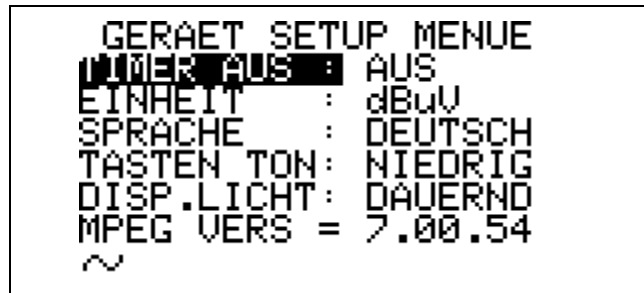 GERAET SETUP MENUE
TIMER AUS : AUS
EINHEIT : dBuV
SPRACHE : DEUTSCH
TASTEN TON: NIEDRIG
DISP.LICHT: DAUERND
MPEG VERS = 7.00.54
~